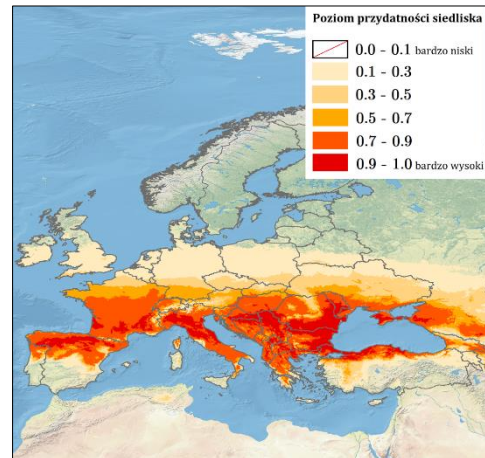 Poziom przydatności siedliska
0.0 - 0.1 bardzo niski
0.1 - 0.3
0.3 - 0.5
0.5 - 0.7
0.7 - 0.9
0.9 - 1.0 bardzo wysoki